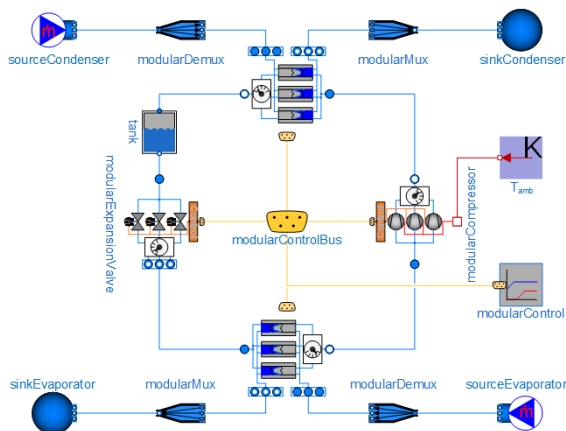 ṁ
sourceCondenser
modularDemux
modularMux
sinkCondenser
tank
K
T_amb
modularExpansionValve
modularControlBus
modularCompressor
modularControl
sinkEvaporator
modularMux
modularDemux
sourceEvaporator
ṁ